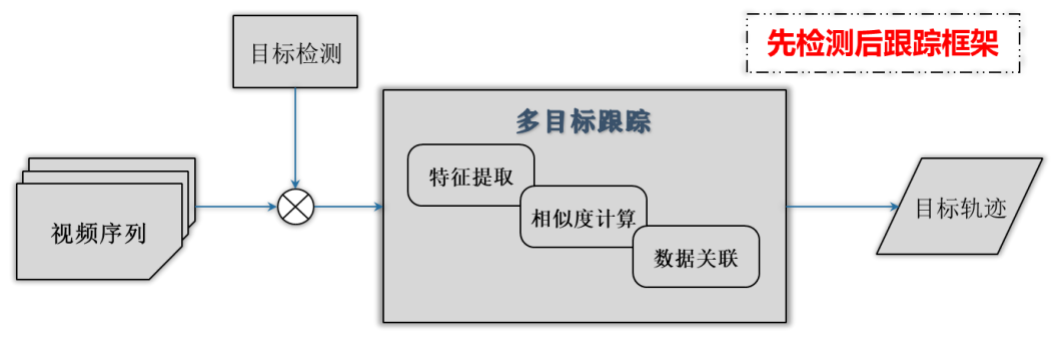 目标检测
先检测后跟踪框架
多目标跟踪
特征提取
视频序列
相似度计算
数据关联
目标轨迹